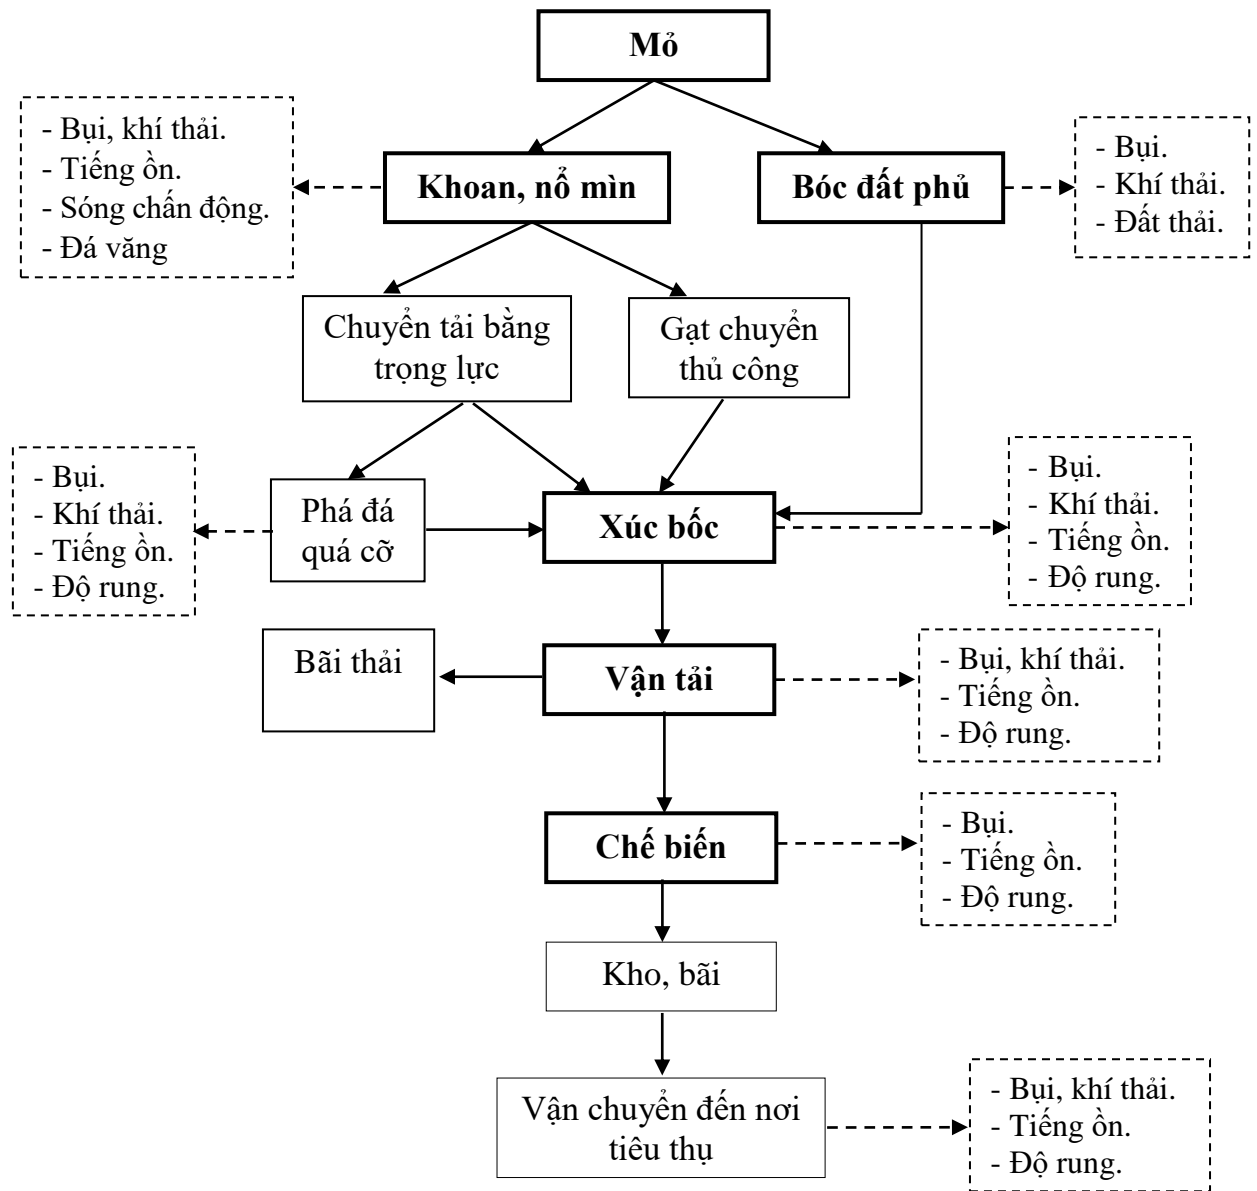 Mỏ
- Bụi, khí thải.
- Tiếng ồn.
- Sóng chấn động.
- Đá văng
Khoan, nổ mìn
Bóc đất phủ
- Bụi.
- Khí thải.
- Đất thải.
Chuyển tải bằng
trọng lực
Gạt chuyển
thủ công
- Bụi.
- Khí thải.
- Tiếng ồn.
- Độ rung.
Phá đá
quá cỡ
Xúc bốc
- Bụi.
- Khí thải.
- Tiếng ồn.
- Độ rung.
Bãi thải
Vận tải
- Bụi, khí thải.
- Tiếng ồn.
- Độ rung.
Chế biến
- Bụi.
- Tiếng ồn.
- Độ rung.
Kho, bãi
Vận chuyển đến nơi
tiêu thụ
- Bụi, khí thải.
- Tiếng ồn.
- Độ rung.